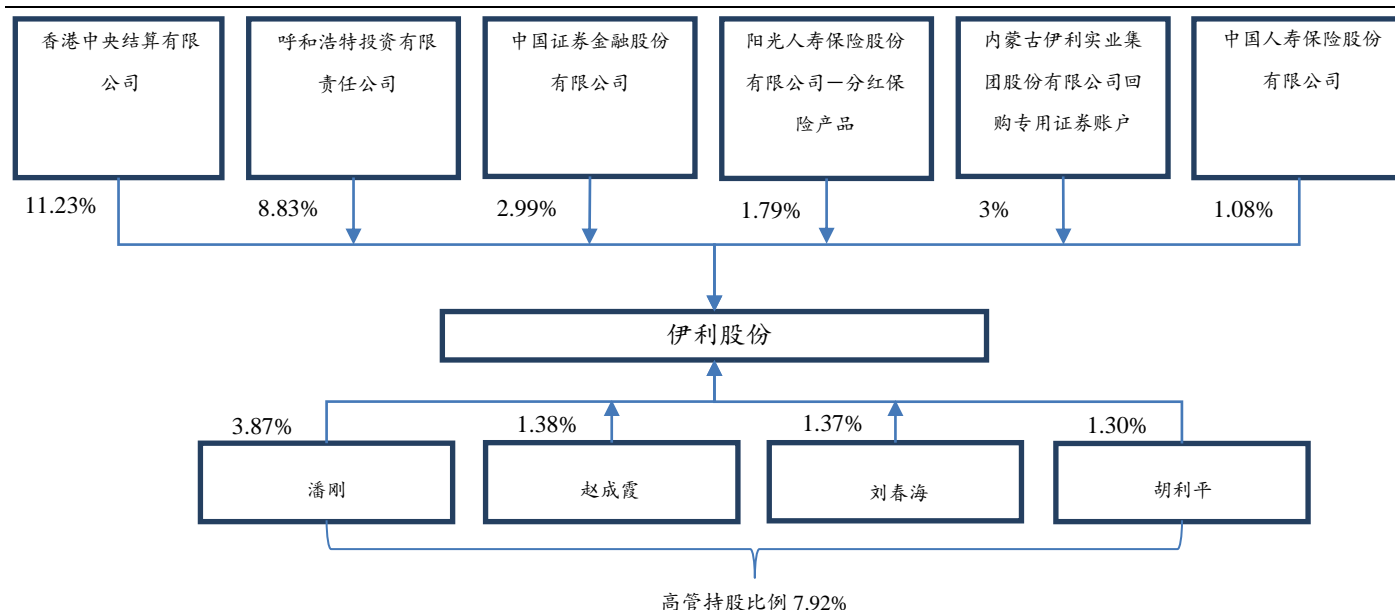 香港中央结算有限
公司
呼和浩特投资有限
责任公司
中国证券金融股份
有限公司
阳光人寿保险股份
有限公司－分红保
险产品
内蒙古伊利实业集
团股份有限公司回
购专用证券账户
中国人寿保险股份
有限公司
11.23%
8.83%
2.99%
1.79%
3%
1.08%
伊利股份
3.87%
1.38%
1.37%
1.30%
潘刚
赵成霞
刘春海
胡利平
高管持股比例 7.92%